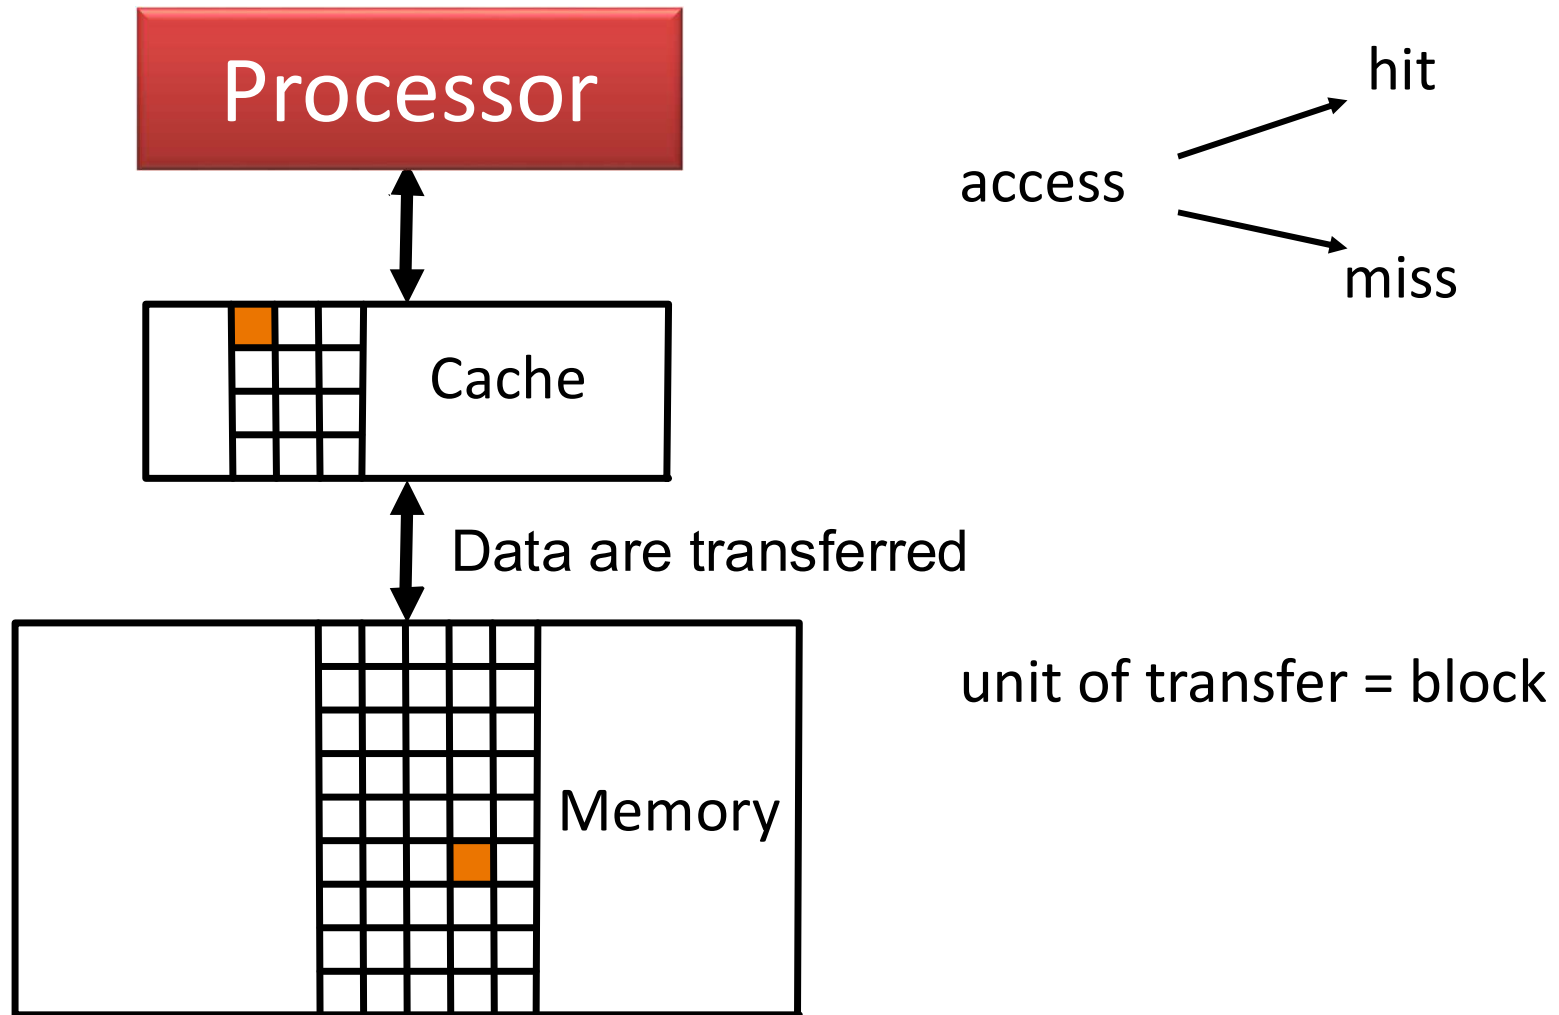 Processor
hit
access
miss
Cache
Data are transferred
unit of transfer = block
Memory